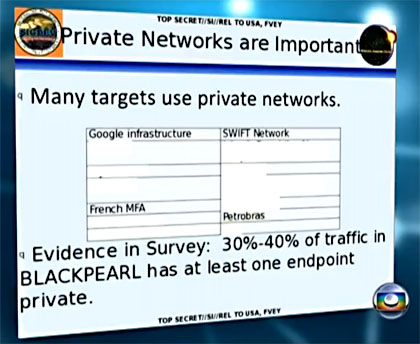 TOP SECRET//SI//REL TO USA, FVEY
Private Networks are Important
Many targets use private networks.
Google infrastructure
SWIFT Network
French MFA
Petrobras
Evidence in Survey: 30%-40% of traffic in
BLACKPEARL has at least one endpoint
private.
TOP SECRET//SI//REL TO USA, FVEY